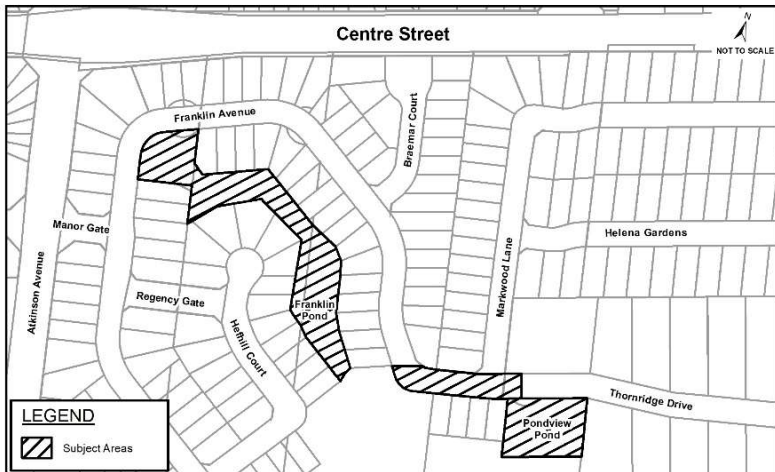 Centre Street
N
NOT TO SCALE
Franklin Avenue
Braemar Court
Manor Gate
Atkinson Avenue
Regency Gate
Hefhill Court
Franklin
Pond
Markwood Lane
Helena Gardens
Thornridge Drive
Pondview
Pond
LEGEND
Subject Areas